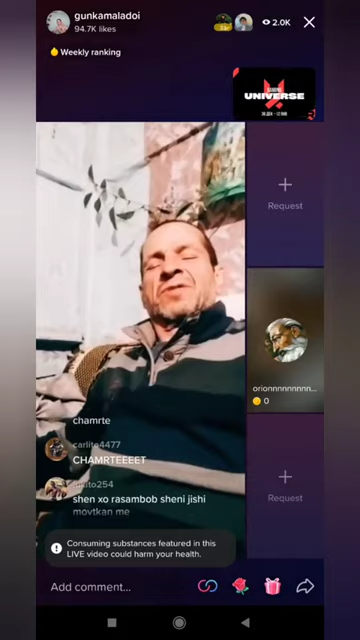 gunkamaladoi
94.7K likes
2.0K
Weekly ranking
UNIVERSE
Request
chamrte
carlito4477
CHAMRTEEEET
shen xo rasambob sheni jishi
movtkan me
orionnnnnnnnn...
0
Request
Consuming substances featured in this
LIVE video could harm your health.
Add comment...